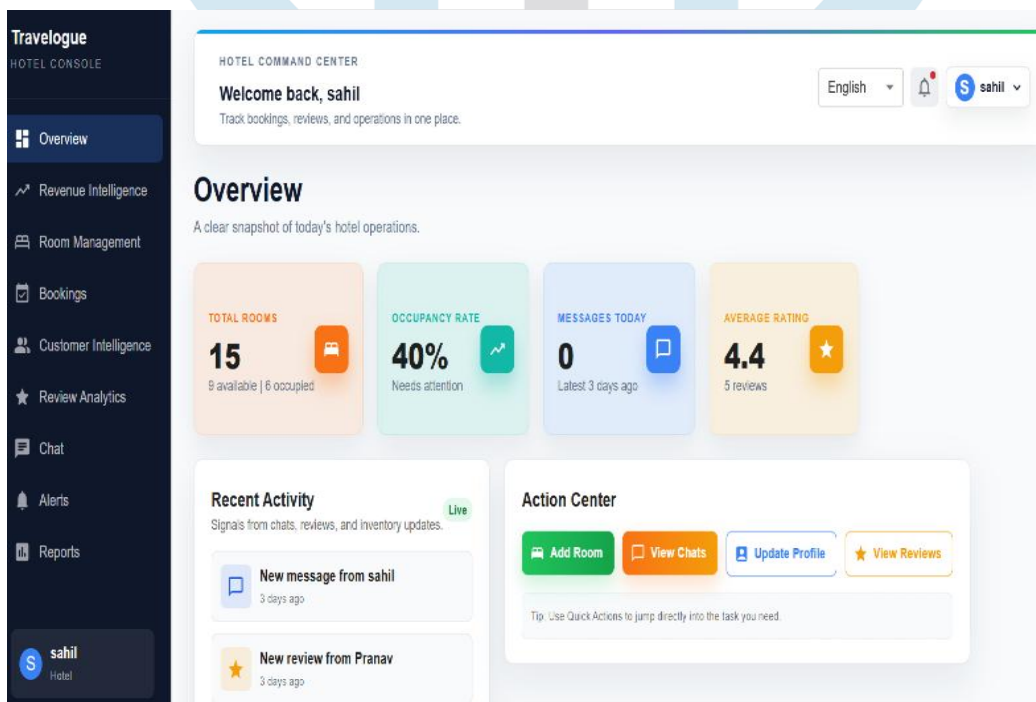 Travelogue
HOTEL CONSOLE
Overview
Revenue Intelligence
Room Management
Bookings
Customer Intelligence
Review Analytics
Chat
Alerts
Reports
S
sahil
Hotel
HOTEL COMMAND CENTER
Welcome back, sahil
Track bookings, reviews, and operations in one place.
English
S sahil
Overview
A clear snapshot of today's hotel operations.
TOTAL ROOMS
15
9 available | 6 occupied
OCCUPANCY RATE
40%
Needs attention
MESSAGES TODAY
0
Latest 3 days ago
AVERAGE RATING
4.4
5 reviews
Recent Activity
Live
Signals from chats, reviews, and inventory updates.
New message from sahil
3 days ago
New review from Pranav
3 days ago
Action Center
Add Room
View Chats
Update Profile
View Reviews
Tip: Use Quick Actions to jump directly into the task you need.